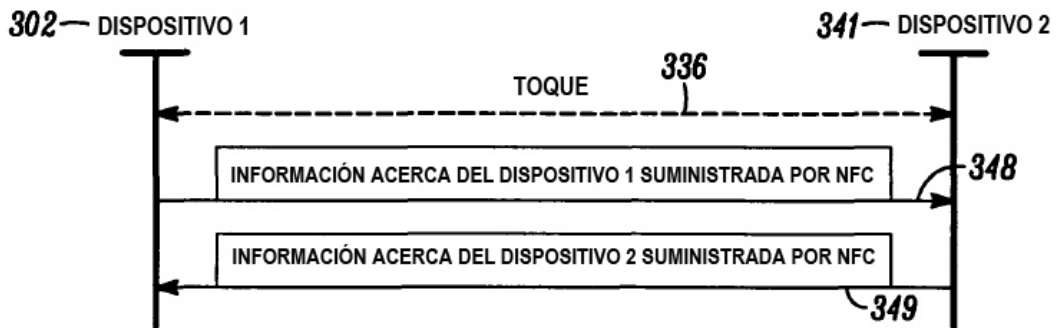 302 DISPOSITIVO 1 341 DISPOSITIVO 2
336
TOQUE
INFORMACIÓN ACERCA DEL DISPOSITIVO 1 SUMINISTRADA POR NFC
348
INFORMACIÓN ACERCA DEL DISPOSITIVO 2 SUMINISTRADA POR NFC
349